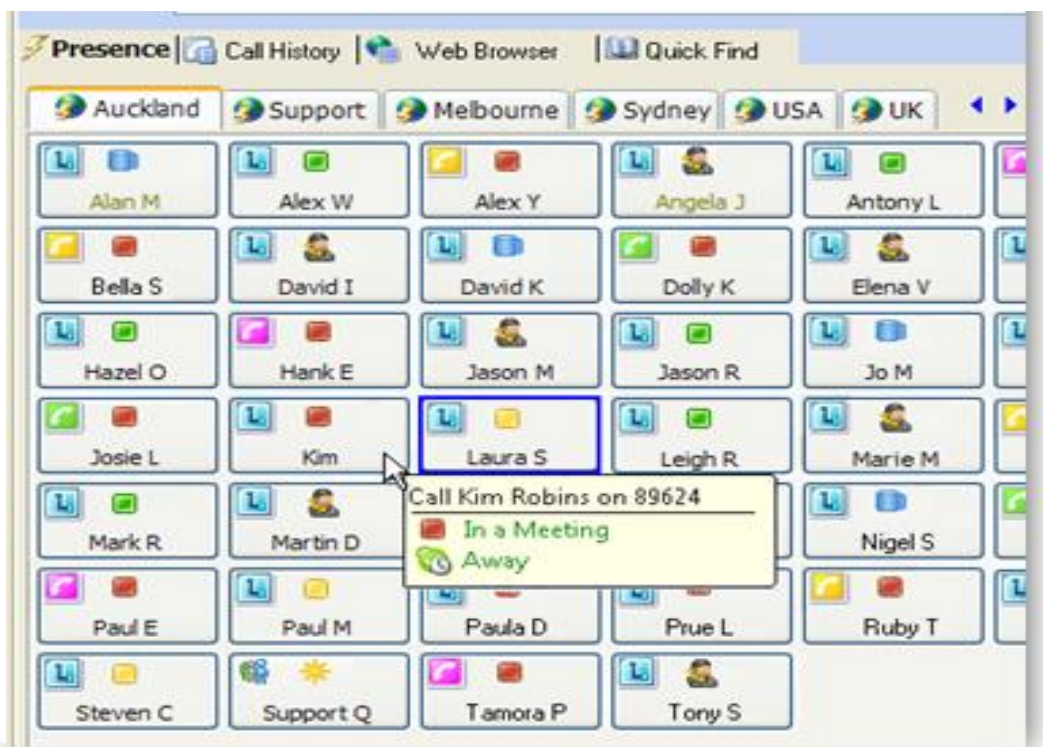 Presence Call History Web Browser Quick Find
Auckland Support Melbourne Sydney USA UK
Alan M Alex W Alex Y Angela J Antony L
Bella S David I David K Dolly K Elena V
Hazel O Hank E Jason M Jason R Jo M
Josie L Kim Laura S Leigh R Marie M
Call Kim Robins on 89624
In a Meeting
Away
Mark R Martin D Nigel S
Paul E Paul M Paula D Prue L Ruby T
Steven C Support Q Tamora P Tony S